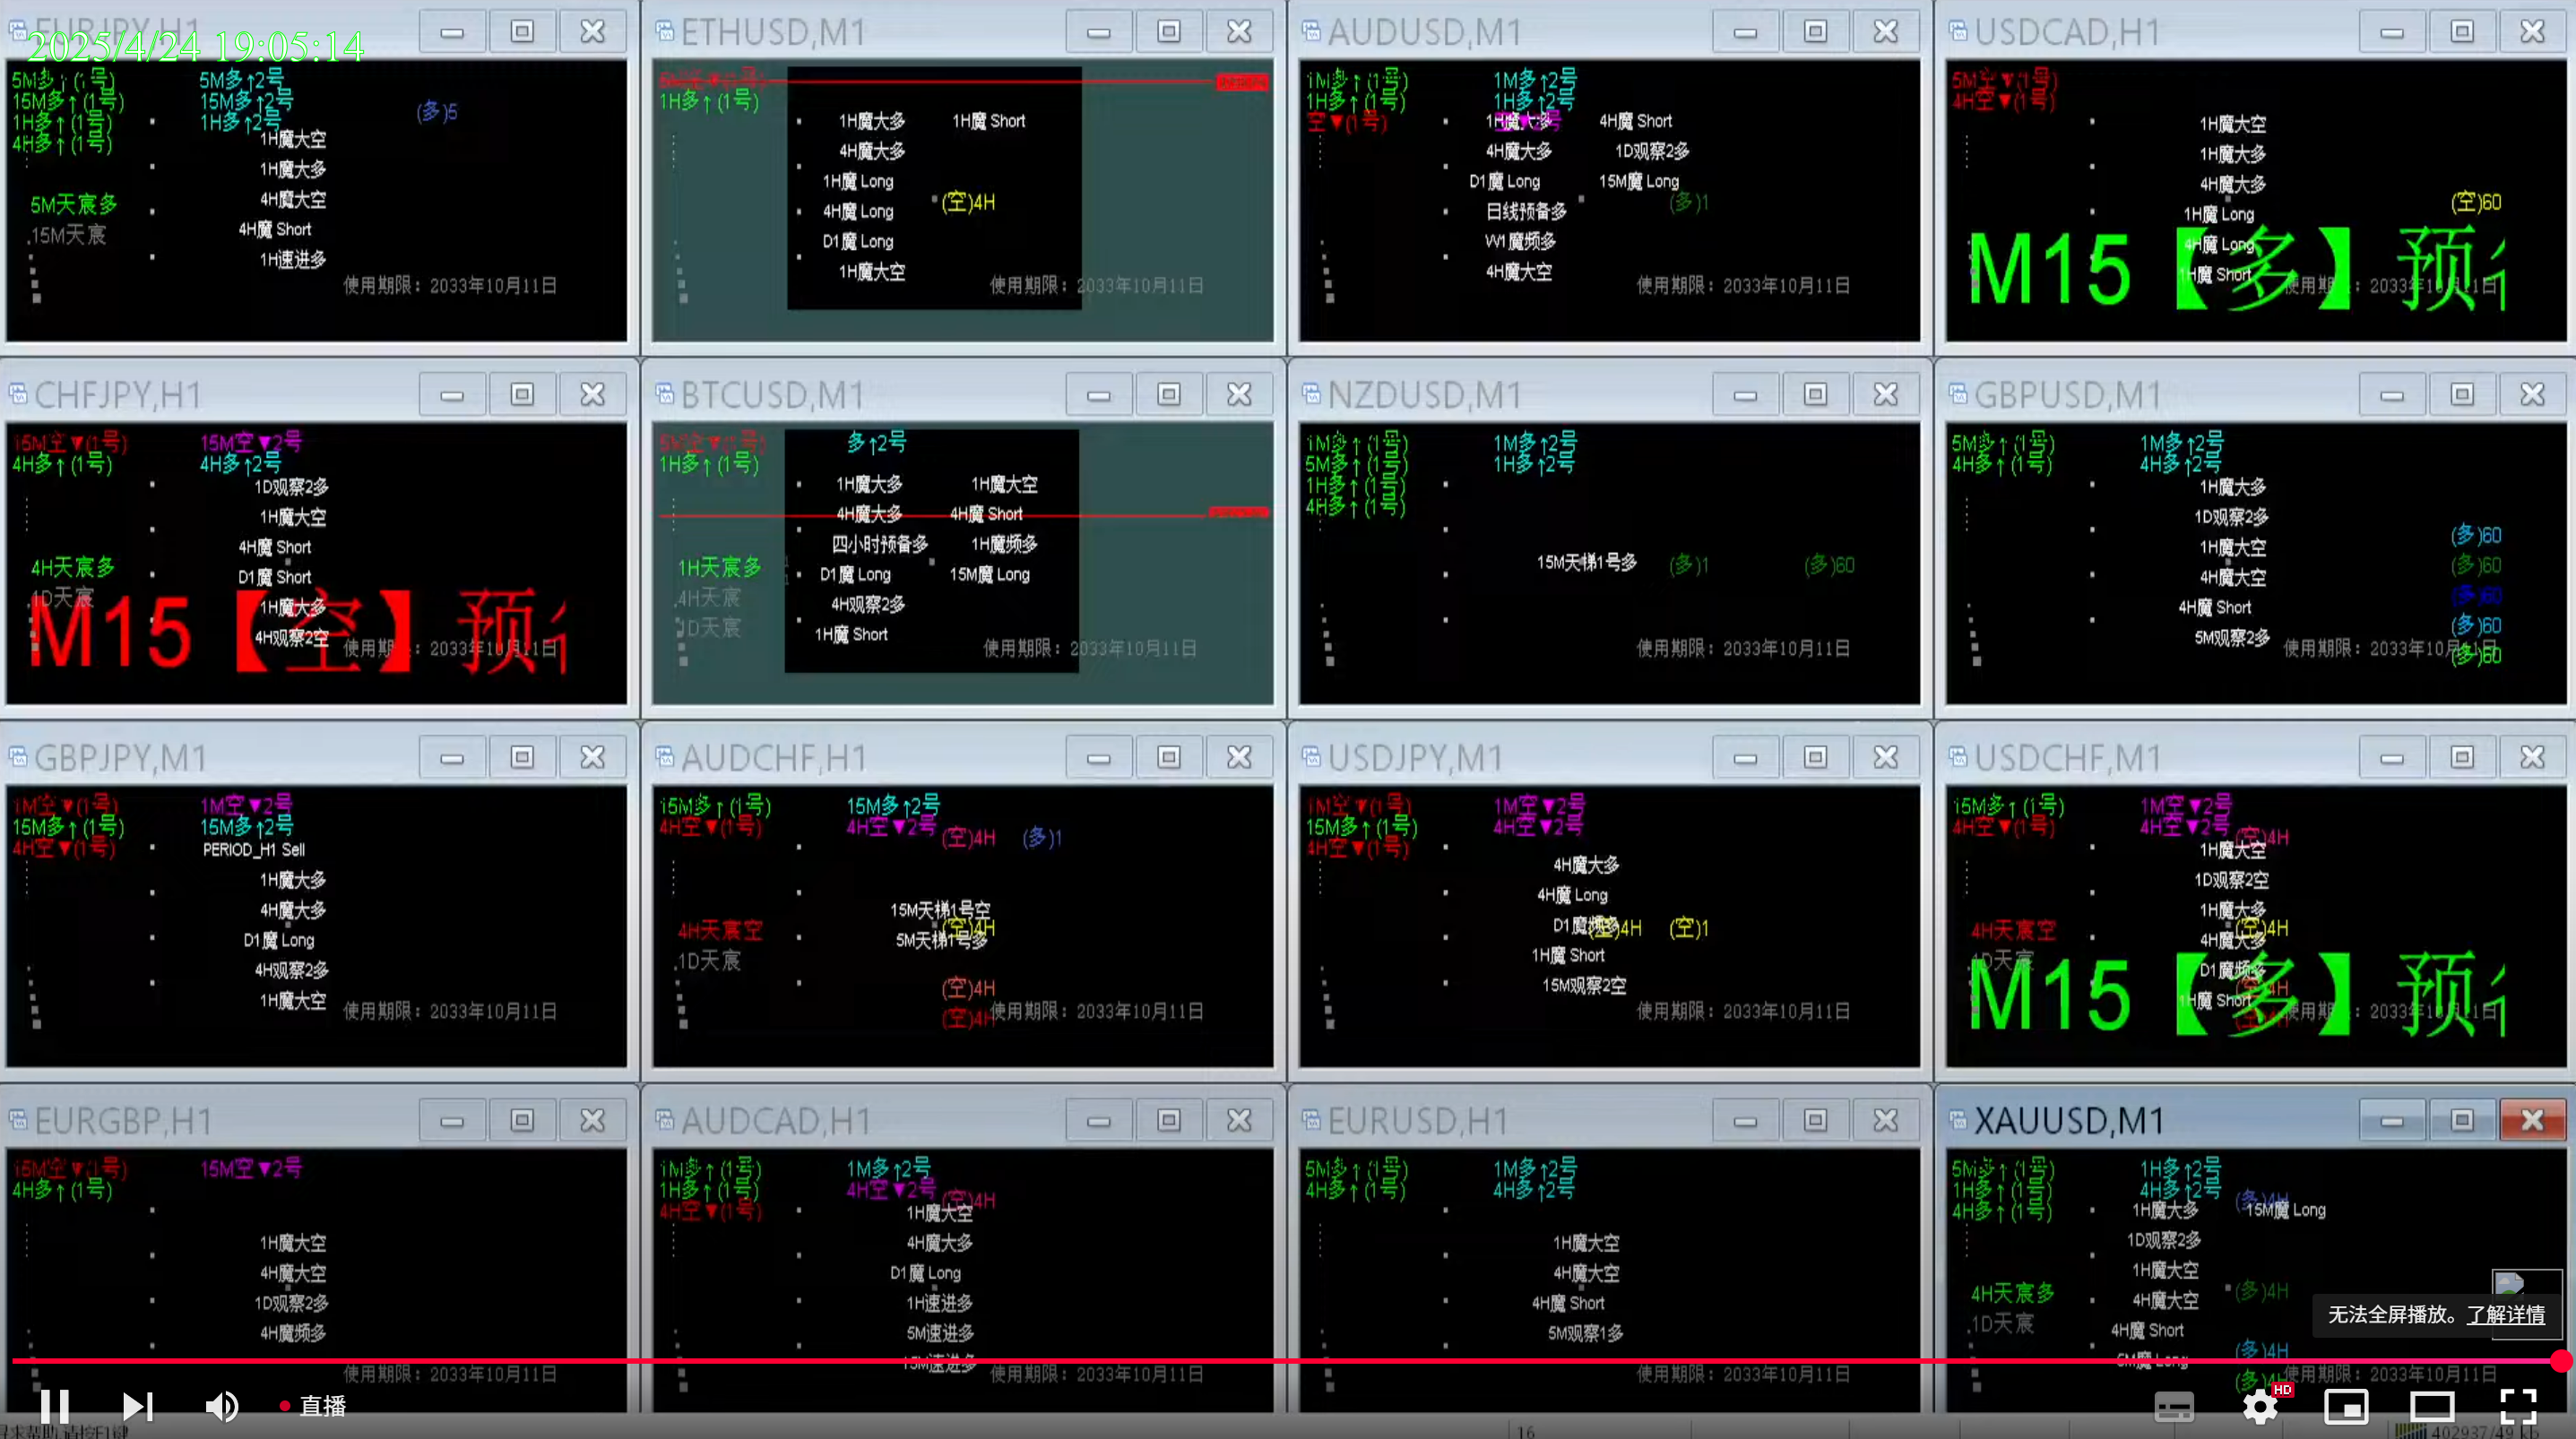 EURJPY,H1
2025/4/24 19:05:14
5M多↑(1号) 5M多↑2号
15M多↑(1号) 15M多↑2号
(多)5
1H多↑(1号) 1H多↑2号
4H多↑(1号)
1H魔大空
1H魔大多
4H魔大空
5M天宸多
4H魔 Short
.15M天宸
1H速进多
使用期限：2033年10月11日
ETHUSD,M1
1H多↑(1号)
1H魔大多 1H魔 Short
4H魔大多
1H魔 Long
(空)4H
4H魔 Long
D1魔 Long
1H魔大空
使用期限：2033年10月11日
AUDUSD,M1
1M多↑(1号) 1M多↑2号
1H多↑(1号) 1H多↑2号
空▼(1号) 1H魔大多 4H魔 Short
4H魔大多 1D观察2多
D1魔 Long 15M魔 Long
(多)1
日线预备多
W1魔频多
4H魔大空
使用期限：2033年10月11日
USDCAD,H1
5M空▼(1号)
4H空▼(1号)
1H魔大空
1H魔大多
4H魔大多
(空)60
1H魔 Long
4H魔 Long
M15【多】预
1H魔 Short
使用期限：2033年10月11日
CHFJPY,H1
15M空▼(1号) 15M空▼2号
4H多↑(1号) 4H多↑2号
1D观察2多
1H魔大空
4H魔 Short
4H天宸多
D1魔 Short
.1D天宸
1H魔大多
M15【空】预
4H观察2空
使用期限：2033年10月11日
BTCUSD,M1
5M空▼(1号) 多↑2号
1H多↑(1号)
1H魔大多 1H魔大空
4H魔大多 4H魔 Short
四小时预备多 1H魔频多
1H天宸多
D1魔 Long 15M魔 Long
.4H天宸
4H观察2多
.1D天宸
1H魔 Short
使用期限：2033年10月11日
NZDUSD,M1
1M多↑(1号) 1M多↑2号
5M多↑(1号) 1H多↑2号
1H多↑(1号)
4H多↑(1号)
15M天梯1号多 (多)1 (多)60
使用期限：2033年10月11日
GBPUSD,M1
5M多↑(1号) 1M多↑2号
4H多↑(1号) 4H多↑2号
1H魔大多
1D观察2多
(多)60
1H魔大空
(多)60
4H魔大空
(多)60
4H魔 Short
(多)60
5M观察2多
(多)60
使用期限：2033年10月11日
GBPJPY,M1
1M空▼(1号) 1M空▼2号
15M多↑(1号) 15M多↑2号
4H空▼(1号) PERIOD_H1 Sell
1H魔大多
4H魔大多
D1魔 Long
4H观察2多
1H魔大空
使用期限：2033年10月11日
AUDCHF,H1
15M多↑(1号) 15M多↑2号
4H空▼(1号) 4H空▼2号
(空)4H (多)1
15M天梯1号空
4H天宸空 (空)4H
5M天梯1号多
.1D天宸
(空)4H
(空)4H
使用期限：2033年10月11日
USDJPY,M1
1M空▼(1号) 1M空▼2号
15M多↑(1号) 4H空▼2号
4H空▼(1号)
4H魔大多
4H魔 Long
D1魔频多 (空)4H (空)1
1H魔 Short
15M观察2空
使用期限：2033年10月11日
USDCHF,M1
15M多↑(1号) 1M空▼2号
4H空▼(1号) 4H空▼2号
(空)4H
1H魔大空
1D观察2空
1H魔大多
4H天宸空 (空)4H
4H魔大多
.1D天宸
D1魔频多
(空)4H
M15【多】预
1H魔 Short
(空)4H
使用期限：2033年10月11日
EURGBP,H1
15M空▼(1号) 15M空▼2号
4H多↑(1号)
1H魔大空
4H魔大空
1D观察2多
4H魔频多
使用期限：2033年10月11日
AUDCAD,H1
1M多↑(1号) 1M多↑2号
1H多↑(1号) 4H空▼2号 (空)4H
4H空▼(1号) 1H魔大空
4H魔大多
D1魔 Long
1H速进多
5M速进多
15M速进多
使用期限：2033年10月11日
EURUSD,H1
5M多↑(1号) 1M多↑2号
4H多↑(1号) 4H多↑2号
1H魔大空
4H魔大空
4H魔 Short
5M观察1多
使用期限：2033年10月11日
XAUUSD,M1
5M多↑(1号) 1H多↑2号
1H多↑(1号) 4H多↑2号
(多)4H
4H多↑(1号) 1H魔大多 15M魔 Long
1D观察2多
1H魔大空
4H天宸多 (多)4H
4H魔大空
.1D天宸
4H魔 Short
(多)4H
5M魔 Long
使用期限：2033年10月11日
无法全屏播放。了解详情
直播
HD
16
402937/49 kb